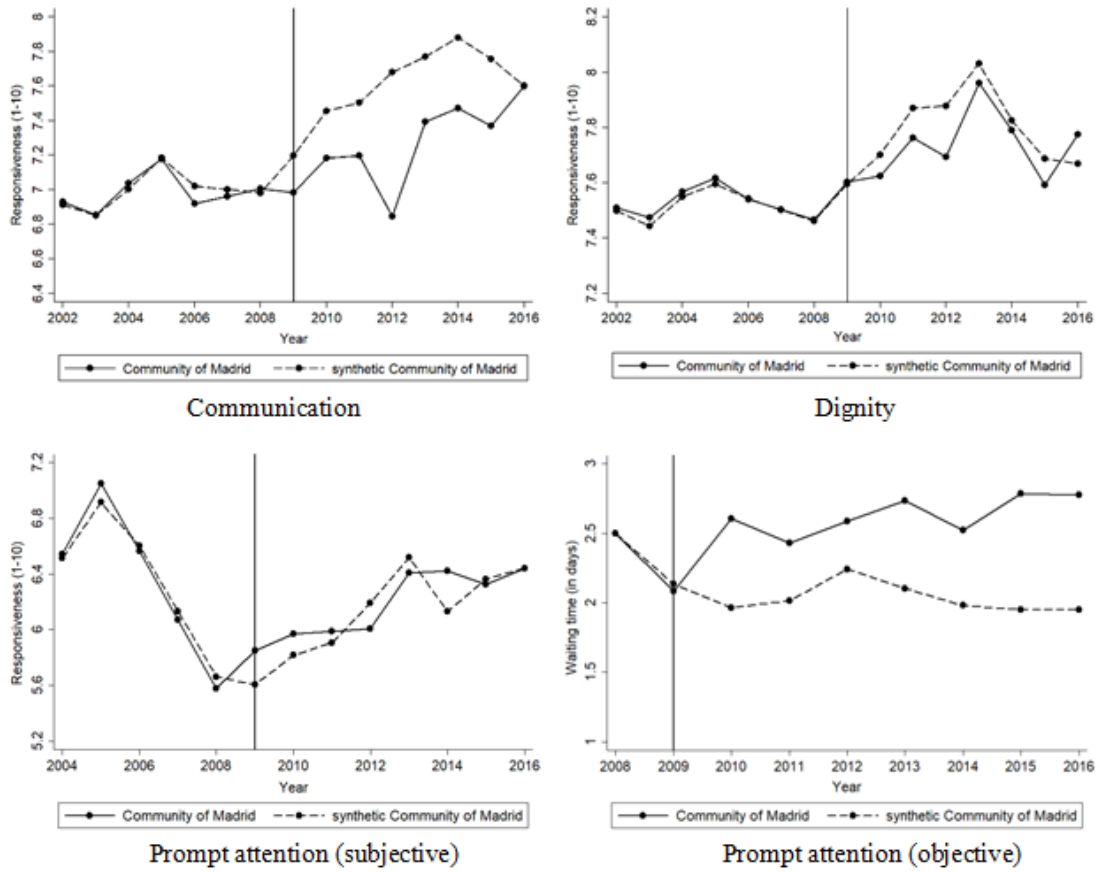 Responsiveness (1-10)
8
7.8
7.6
7.4
7.2
7
6.8
6.6
6.4
2002 2004 2006 2008 2010 2012 2014 2016
Year
Community of Madrid synthetic Community of Madrid
Communication
Responsiveness (1-10)
8.2
8
7.8
7.6
7.4
7.2
2002 2004 2006 2008 2010 2012 2014 2016
Year
Community of Madrid synthetic Community of Madrid
Dignity
Responsiveness (1-10)
7.2
6.8
6.4
6
5.6
5.2
2004 2006 2008 2010 2012 2014 2016
Year
Community of Madrid synthetic Community of Madrid
Prompt attention (subjective)
Waiting time (in days)
3
2.5
2
1.5
1
2008 2009 2010 2011 2012 2013 2014 2015 2016
Year
Community of Madrid synthetic Community of Madrid
Prompt attention (objective)